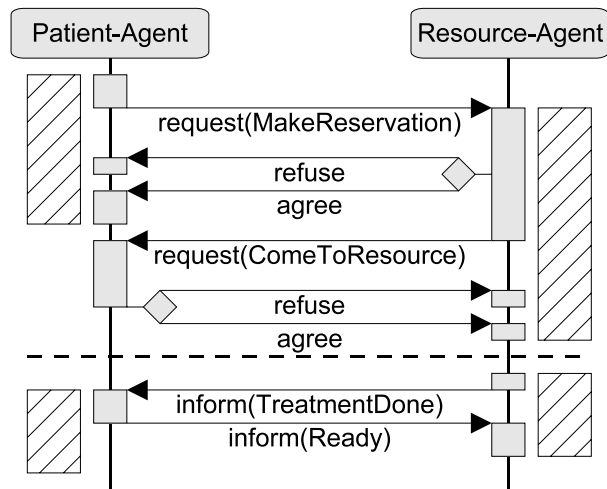 Patient-Agent
Resource-Agent
request(MakeReservation)
refuse
agree
request(ComeToResource)
refuse
agree
inform(TreatmentDone)
inform(Ready)